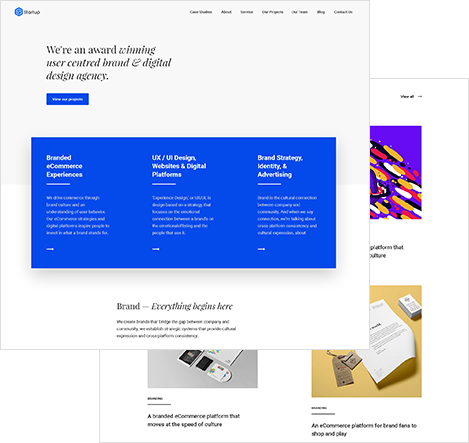 Startup
Case Studies About Service Our Projects Our Team Blog Contact Us
We're an award winning
user centred brand & digital
design agency.
View our projects
View all
Branded
eCommerce
Experiences
We drive commerce through
brand culture and an
understanding of user behavior.
Our eCommerce strategies and
digital platforms inspire people to
invest in what a brand stands for.
UX / UI Design,
Websites & Digital
Platforms
'Experience Design,' or UX/UI, is
design based on a strategy that
focuses on the emotional
connection between a brands on
the emotional offering and the
people that use it.
Brand Strategy,
Identity, &
Advertising
Brand is the cultural connection
between company and
community. And when we say
connection, we're talking about
cross platform consistency and
cultural expression, about
platform that
culture
Brand — Everything begins here
We create brands that bridge the gap between company and
community, we establish strategic systems that provide cultural
expression and cross platform consistency.
BRANDING
A branded eCommerce platform that
moves at the speed of culture
BRANDING
An eCommerce platform for brand fans to
shop and play